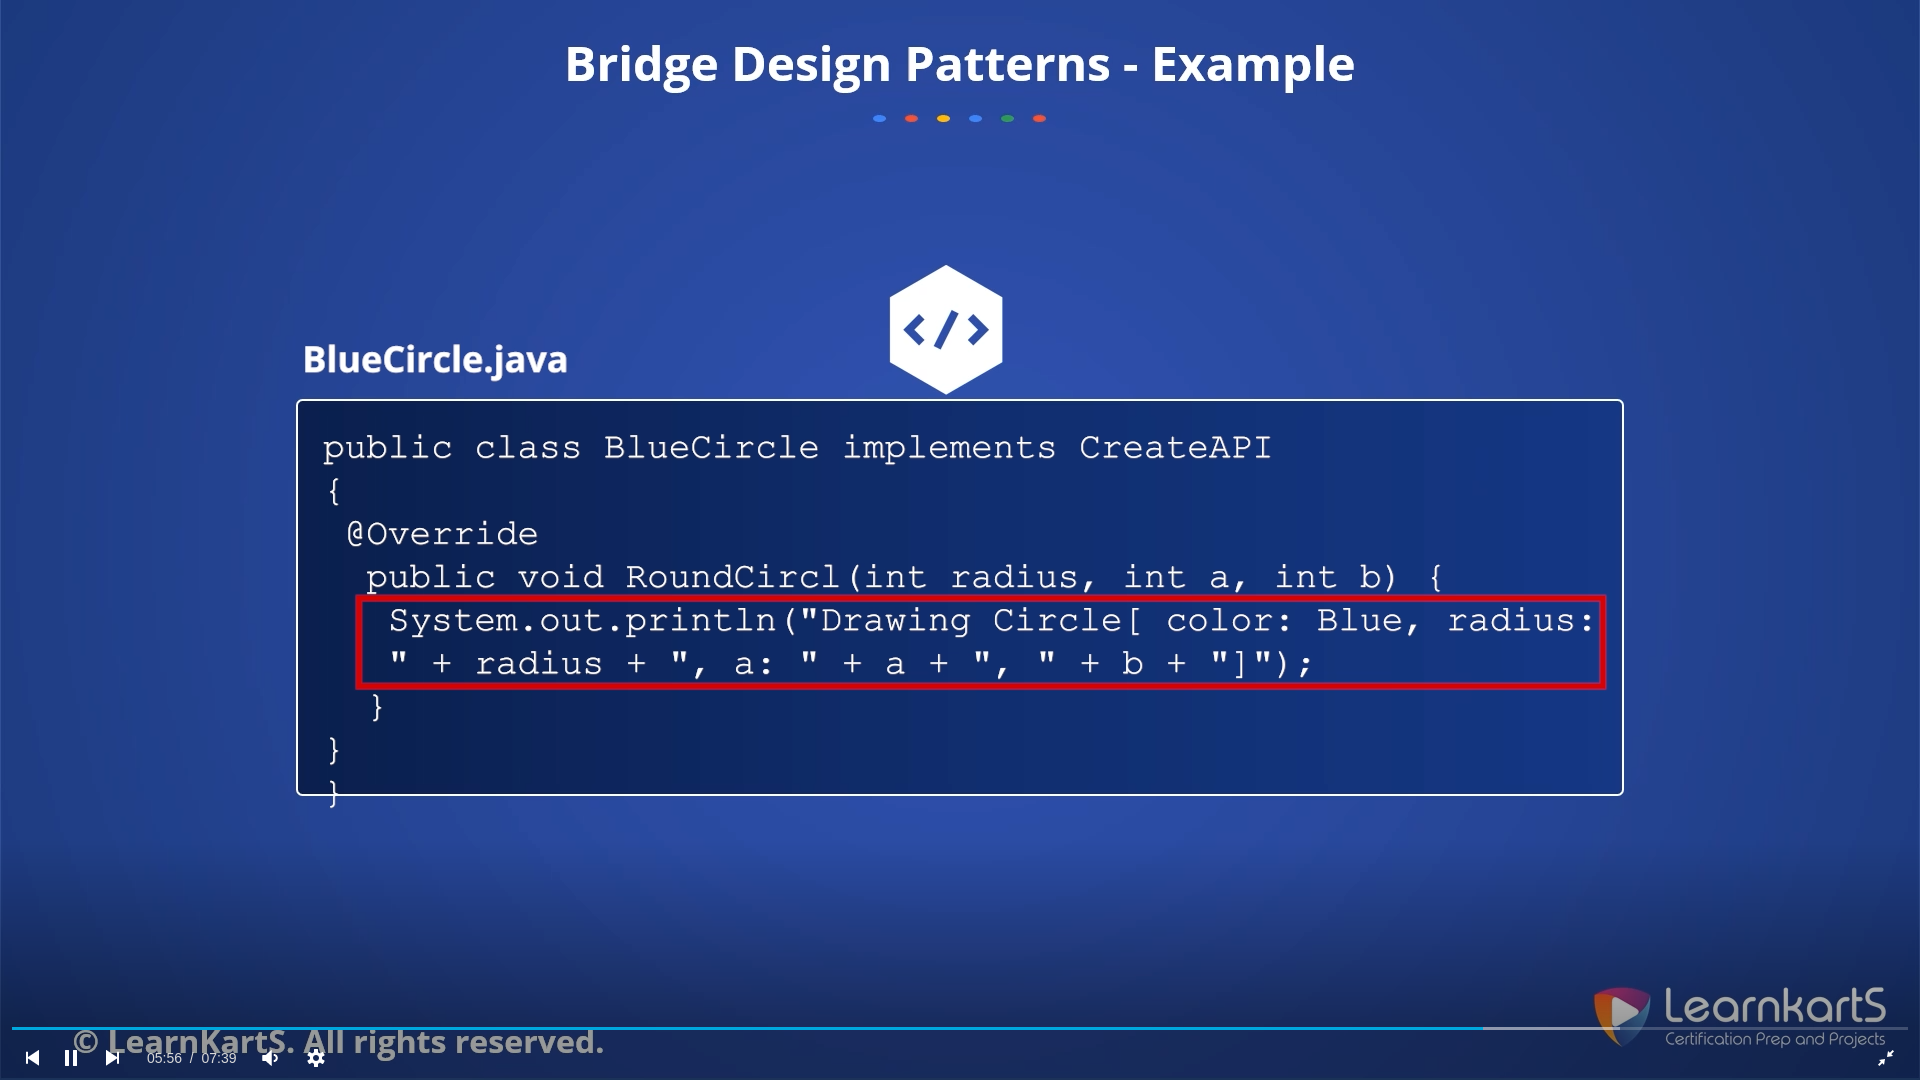 Bridge Design Patterns - Example
</>
BlueCircle.java
public class BlueCircle implements CreateAPI
{
@Override
public void RoundCircl(int radius, int a, int b) {
System.out.println("Drawing Circle[ color: Blue, radius:
" + radius + ", a: " + a + ", " + b + "]");
}
}
}
LearnkartS
Certification Prep and Projects
© LearnKartS. All rights reserved.
05:56 / 07:39